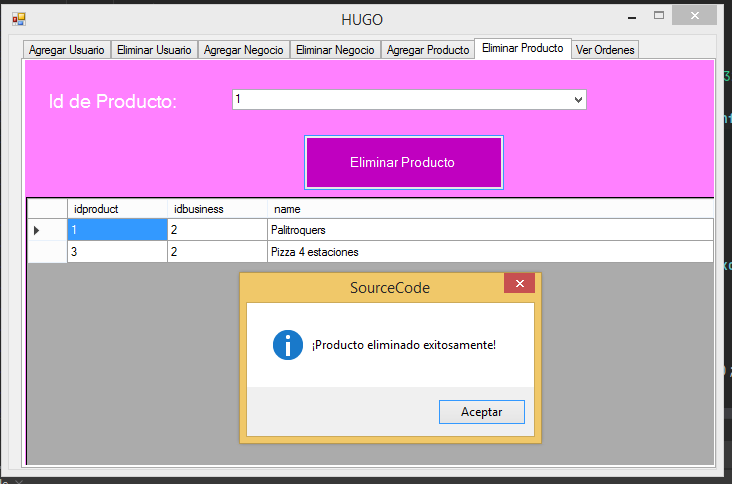 HUGO
Agregar Usuario Eliminar Usuario Agregar Negocio Eliminar Negocio Agregar Producto Eliminar Producto Ver Ordenes
Id de Producto: 1
Eliminar Producto
idproduct idbusiness name
1 2 Palitroquers
3 2 Pizza 4 estaciones
SourceCode
¡Producto eliminado exitosamente!
Aceptar